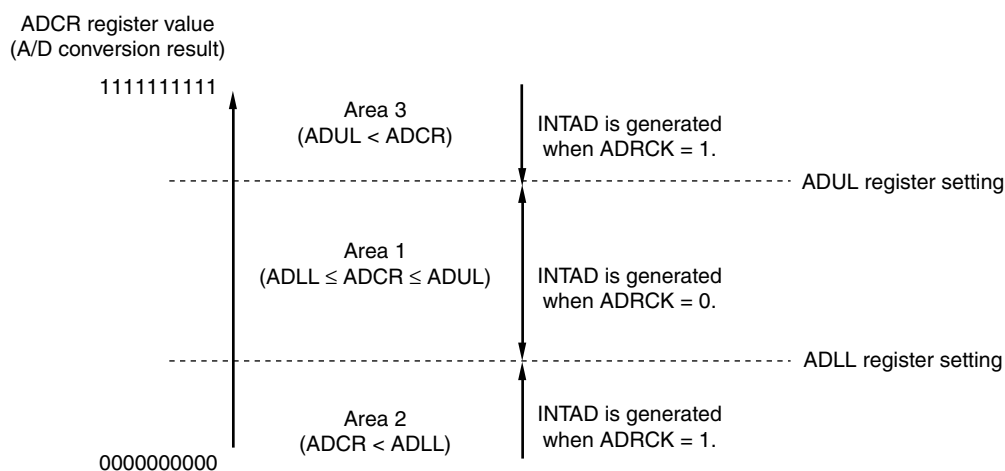 ADCR register value
(A/D conversion result)
1111111111
Area 3
(ADUL < ADCR)
INTAD is generated
when ADRCK = 1.
ADUL register setting
Area 1
(ADLL ≤ ADCR ≤ ADUL)
INTAD is generated
when ADRCK = 0.
ADLL register setting
Area 2
(ADCR < ADLL)
INTAD is generated
when ADRCK = 1.
0000000000